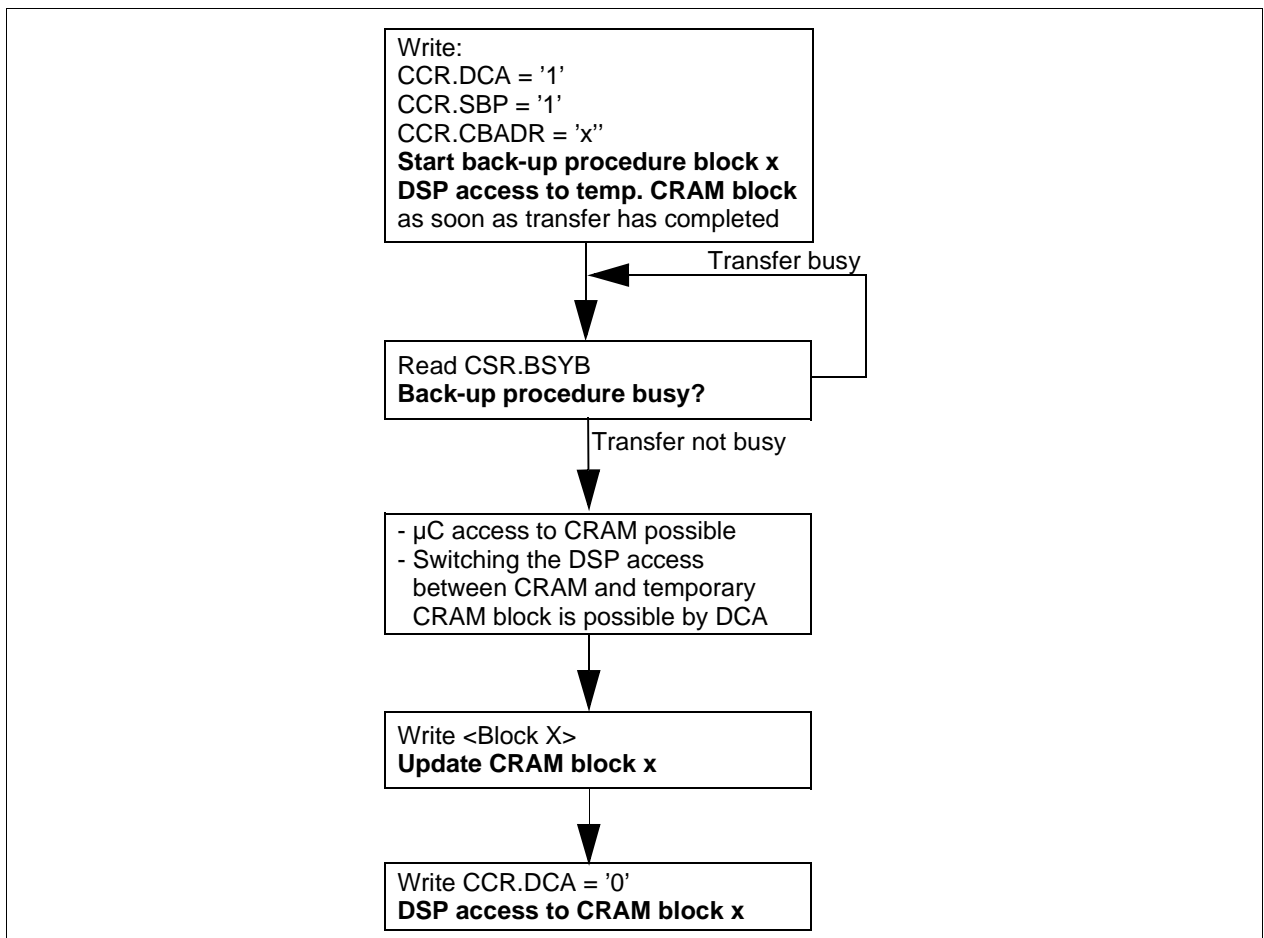 Write:
CCR.DCA = ’1’
CCR.SBP = ’1’
CCR.CBADR = ’x’’
Start back-up procedure block x
DSP access to temp. CRAM block
as soon as transfer has completed
Transfer busy
Read CSR.BSYB
Back-up procedure busy?
Transfer not busy
- µC access to CRAM possible
- Switching the DSP access
between CRAM and temporary
CRAM block is possible by DCA
Write <Block X>
Update CRAM block x
Write CCR.DCA = ’0’
DSP access to CRAM block x